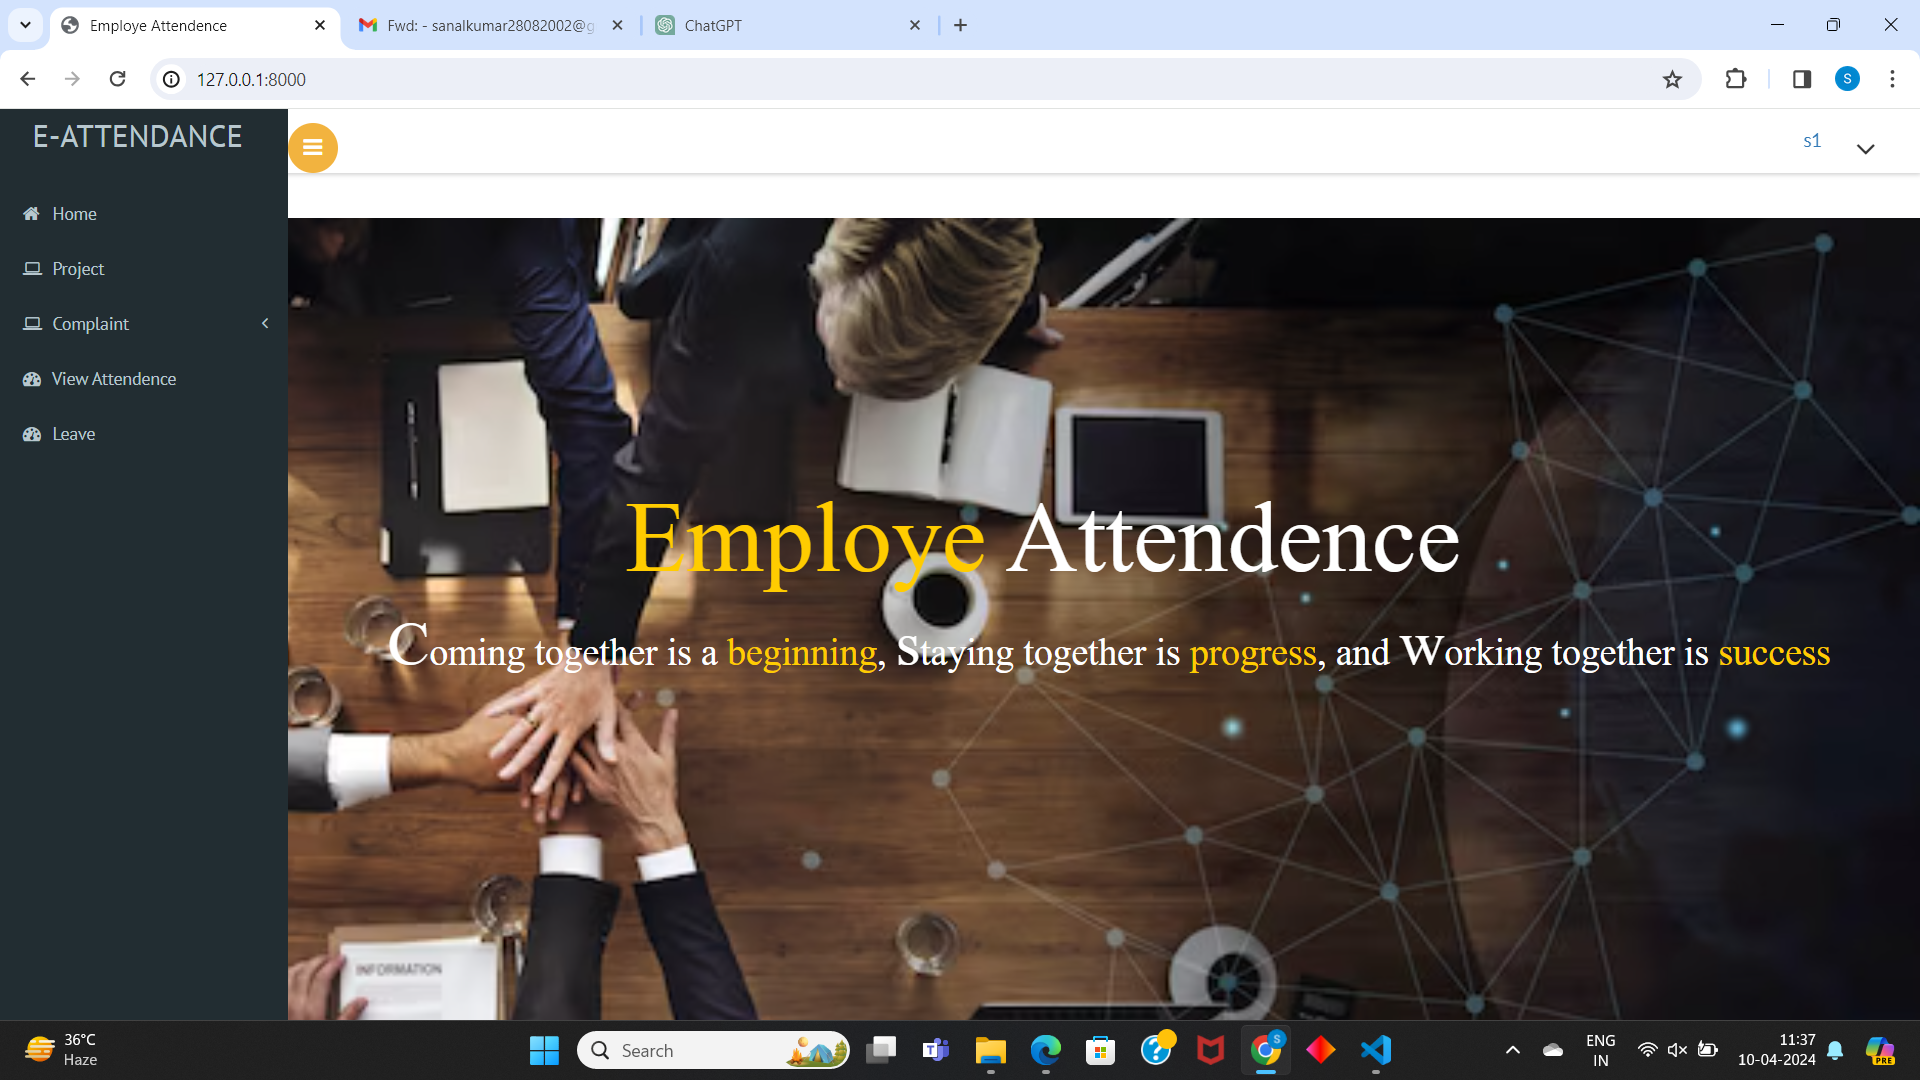 Employe Attendence
Fwd: - sanalkumar28082002@g
ChatGPT
127.0.0.1:8000
S
E-ATTENDANCE
s1
Home
Project
Complaint
View Attendence
Leave
Employe Attendence
Coming together is a beginning, Staying together is progress, and Working together is success
INFORMATION
36°C
Haze
Search
S
ENG
IN
11:37
10-04-2024
PRE